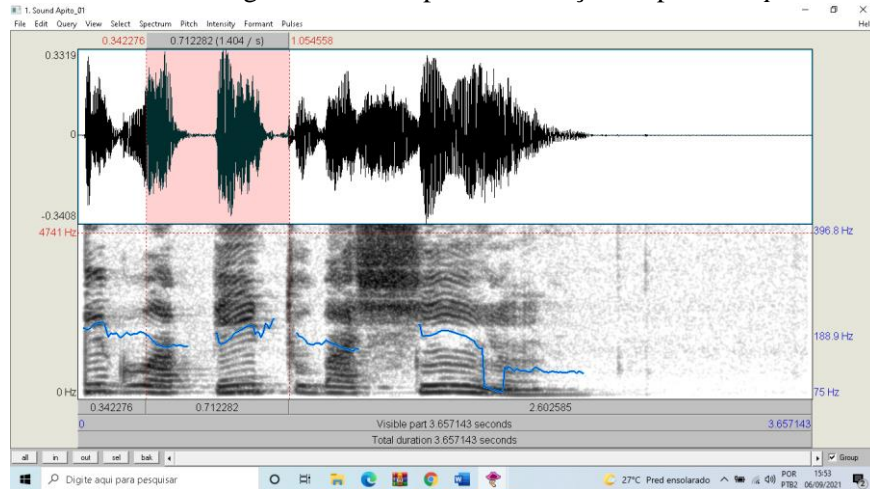 1. Sound Apito_01
File Edit Query View Select Spectrum Pitch Intensity Formant Pulses
Hel
0.342276 0.712282 (1.404 / s) 1.054558
0.3319
0
-0.3408
4741 Hz 396.8 Hz
188.9 Hz
0 Hz 75 Hz
0.342276 0.712282 2.602585
0 Visible part 3.657143 seconds 3.657143
Total duration 3.657143 seconds
all in out sel bak Group
Digite aqui para pesquisar 27°C Pred ensolarado POR 15:53
PTB2 06/09/2021